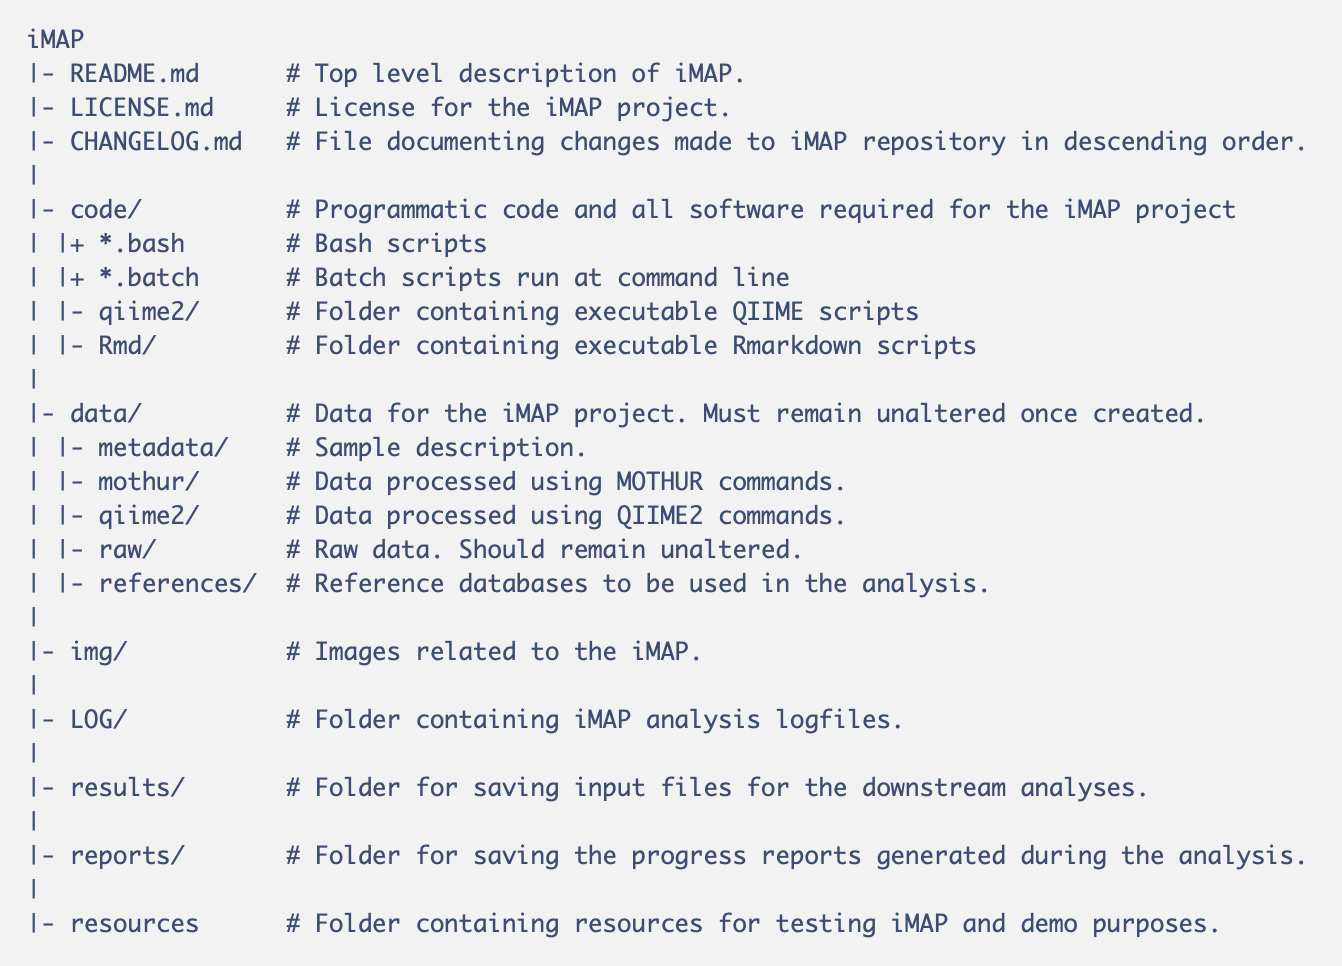 iMAP
|- README.md      # Top level description of iMAP.
|- LICENSE.md     # License for the iMAP project.
|- CHANGELOG.md   # File documenting changes made to iMAP repository in descending order.
|
|- code/          # Programmatic code and all software required for the iMAP project
| |+ *.bash       # Bash scripts
| |+ *.batch      # Batch scripts run at command line
| |- qiime2/      # Folder containing executable QIIME scripts
| |- Rmd/         # Folder containing executable Rmarkdown scripts
|
|- data/          # Data for the iMAP project. Must remain unaltered once created.
| |- metadata/    # Sample description.
| |- mothur/      # Data processed using MOTHUR commands.
| |- qiime2/      # Data processed using QIIME2 commands.
| |- raw/         # Raw data. Should remain unaltered.
| |- references/  # Reference databases to be used in the analysis.
|
|- img/           # Images related to the iMAP.
|
|- LOG/           # Folder containing iMAP analysis logfiles.
|
|- results/       # Folder for saving input files for the downstream analyses.
|
|- reports/       # Folder for saving the progress reports generated during the analysis.
|
|- resources      # Folder containing resources for testing iMAP and demo purposes.